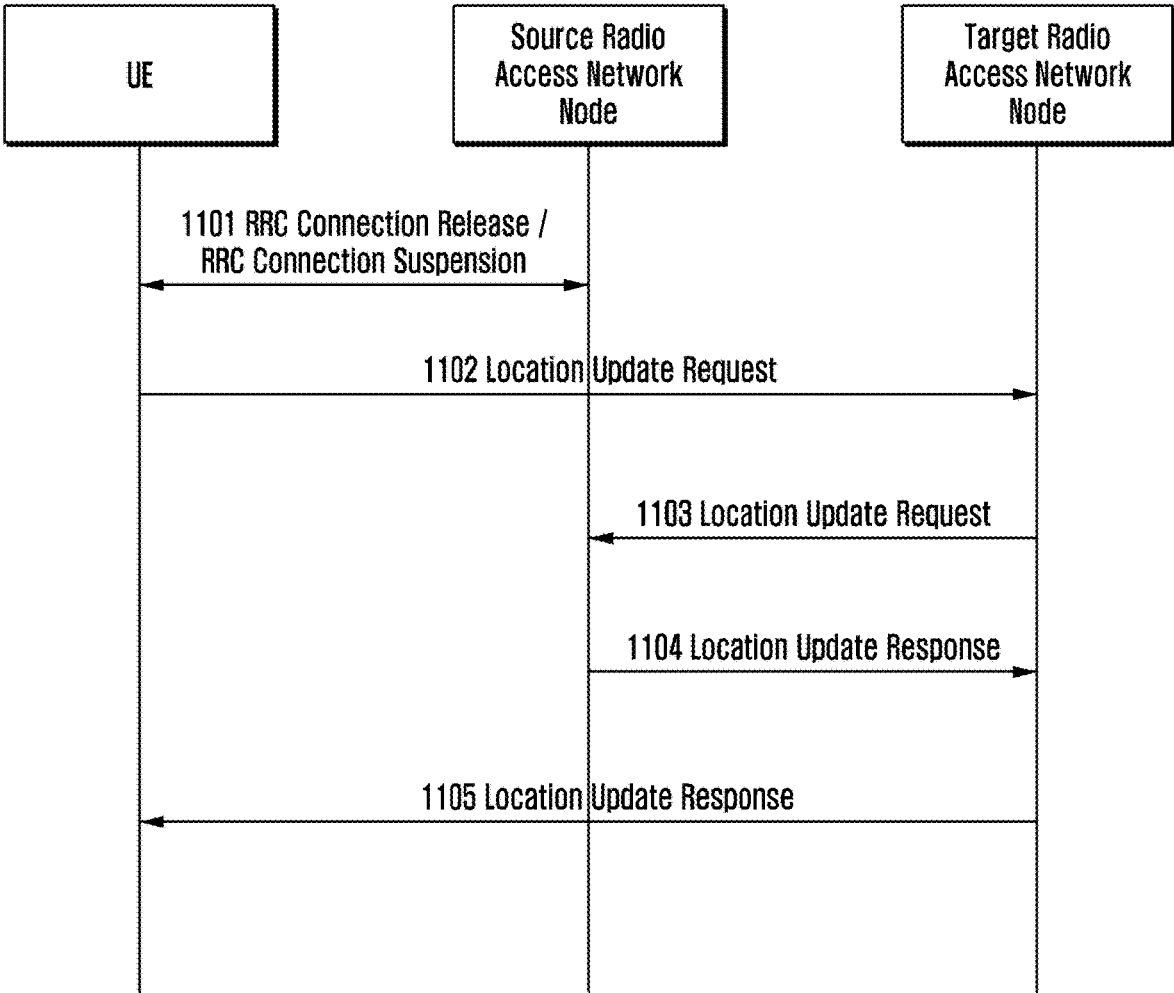 UE
Source Radio
Access Network
Node
Target Radio
Access Network
Node
1101 RRC Connection Release /
RRC Connection Suspension
1102 Location Update Request
1103 Location Update Request
1104 Location Update Response
1105 Location Update Response